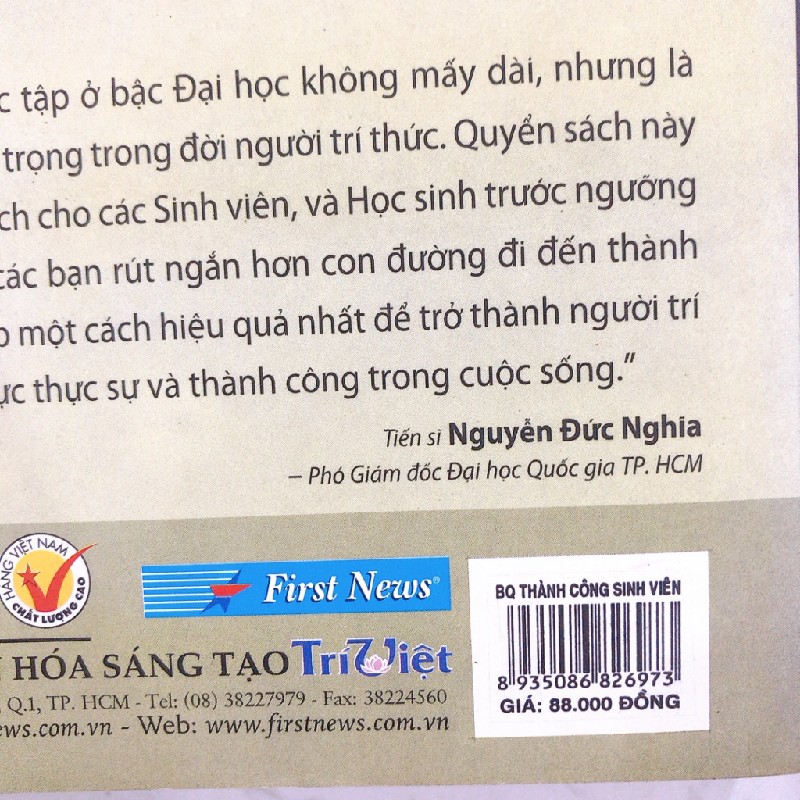 tập ở bậc Đại học không mấy dài, nhưng là
trọng trong đời người trí thức. Quyển sách này
cho các Sinh viên, và Học sinh trước ngưỡng
các bạn rút ngắn hơn con đường đi đến thành
một cách hiệu quả nhất để trở thành người trí
thực sự và thành công trong cuộc sống."
Tiến sĩ Nguyễn Đức Nghĩa
– Phó Giám đốc Đại học Quốc gia TP. HCM
HÀNG VIỆT NAM
CHẤT LƯỢNG CAO
First News®
HÓA SÁNG TẠO Trí Việt
Q.1, TP. HCM - Tel: (08) 38227979 - Fax: 38224560
ews.com.vn - Web: www.firstnews.com.vn
BQ THÀNH CÔNG SINH VIÊN
8 935086 826973
GIÁ: 88.000 ĐỒNG